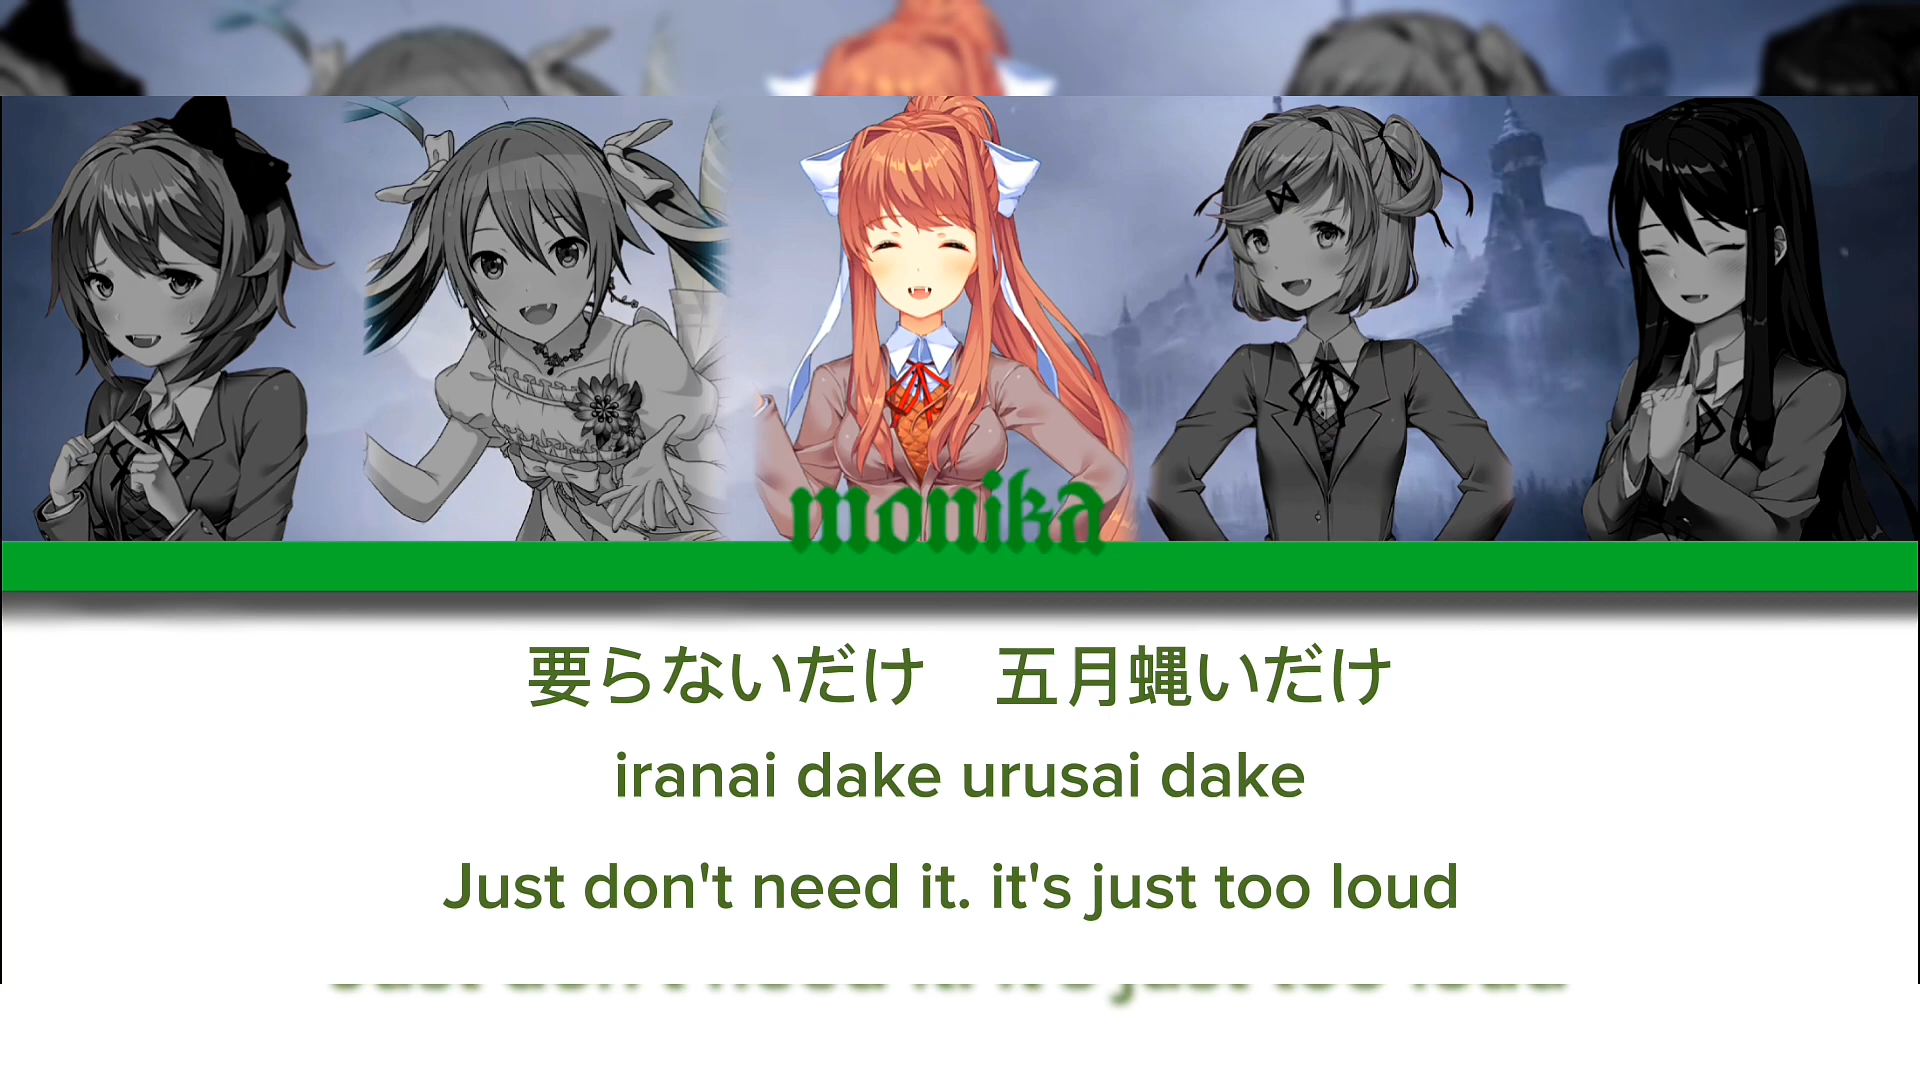 monika
要らないだけ　五月蝿いだけ
iranai dake urusai dake
Just don't need it. it's just too loud